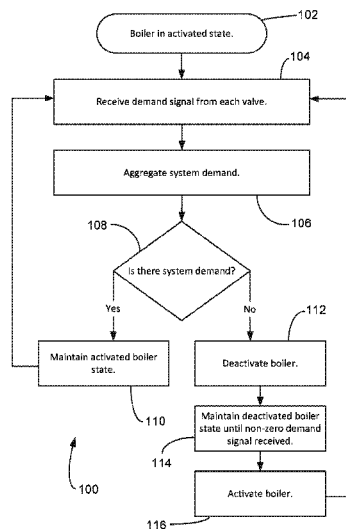 102
Boiler in activated state.
104
Receive demand signal from each valve.
Aggregate system demand.
106
108
Is there system demand?
Yes
No
112
Maintain activated boiler
state.
Deactivate boiler.
110
Maintain deactivated boiler
state until non-zero demand
signal received.
114
100
Activate boiler.
116